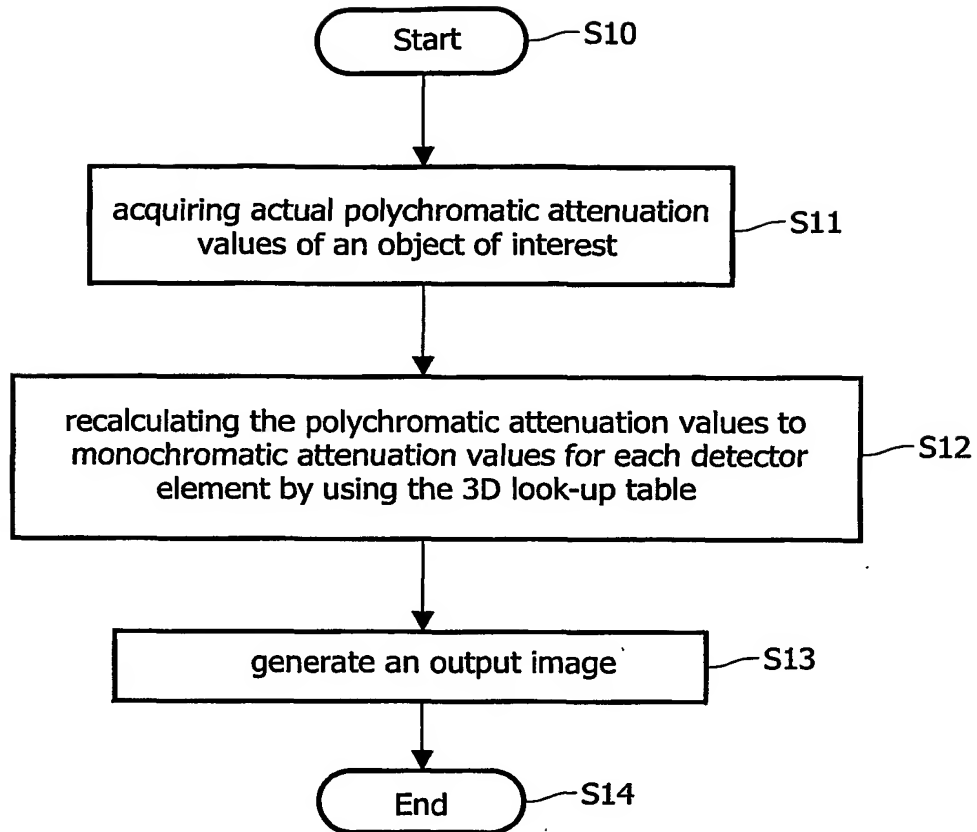 Start
S10
acquiring actual polychromatic attenuation
values of an object of interest
S11
recalculating the polychromatic attenuation values to
monochromatic attenuation values for each detector
element by using the 3D look-up table
S12
generate an output image
S13
End
S14